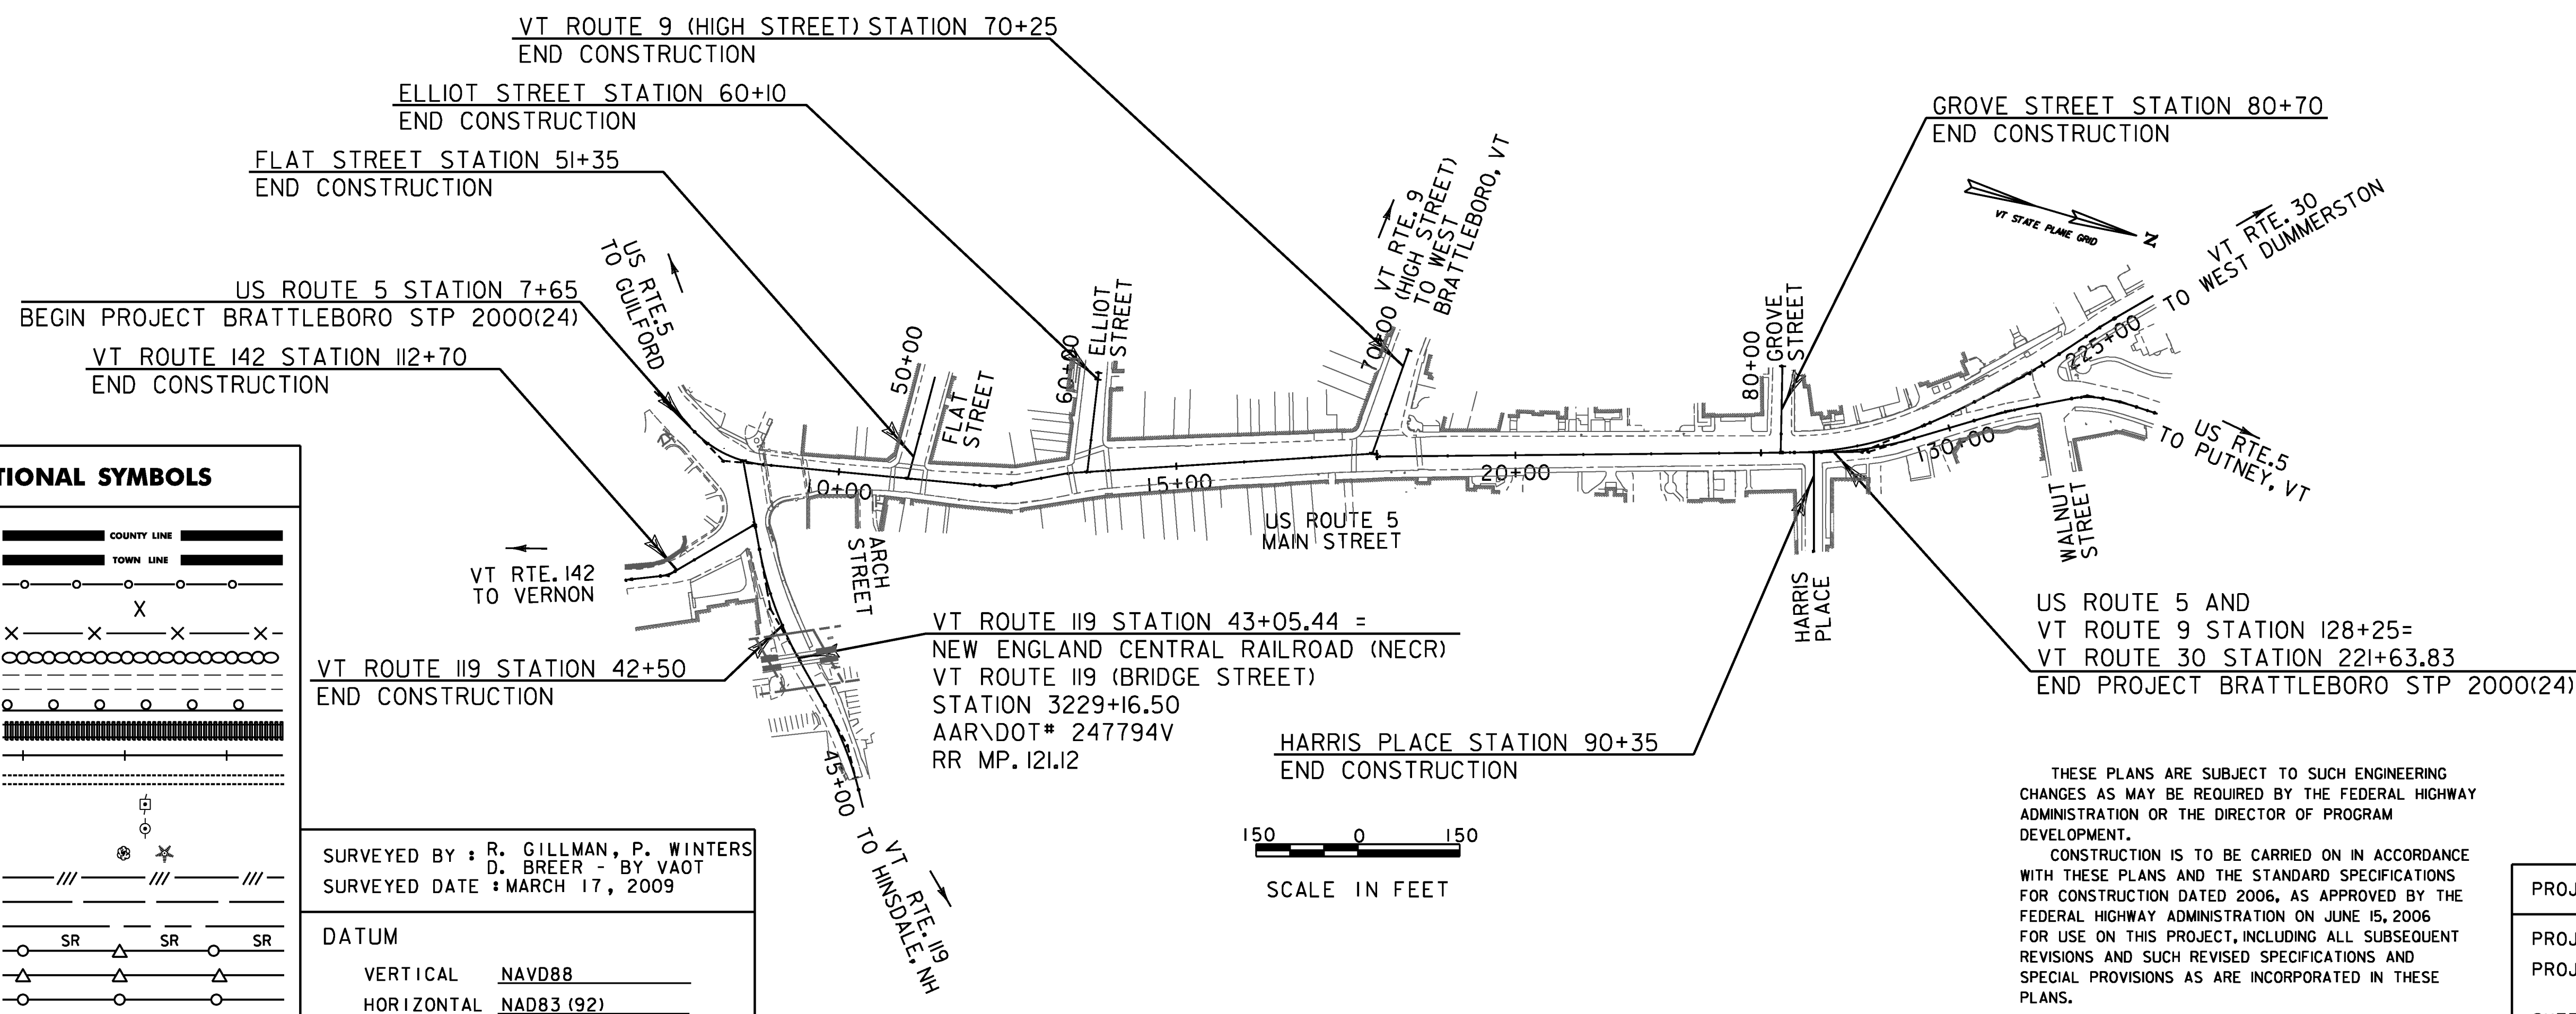 VT ROUTE 9 (HIGH STREET) STATION 70+25
END CONSTRUCTION
ELLIOT STREET STATION 60+10
END CONSTRUCTION
FLAT STREET STATION 51+35
END CONSTRUCTION
US ROUTE 5 STATION 7+65
BEGIN PROJECT BRATTLEBORO STP 2000(24)
VT ROUTE 142 STATION 112+70
END CONSTRUCTION
GROVE STREET STATION 80+70
END CONSTRUCTION
VT STATE PLANE GRID
N
US RTE. 5
TO GUILFORD
50+00
FLAT
STREET
60+00
ELLIOT
STREET
70+00
VT RTE. 9
(HIGH STREET)
TO WEST
BRATTLEBORO, VT
80+00
GROVE
STREET
VT RTE. 30
TO WEST DUMMERSTON
225+00
US RTE. 5
TO PUTNEY, VT
130+00
10+00
15+00
20+00
US ROUTE 5
MAIN STREET
ARCH
STREET
WALNUT
STREET
HARRIS
PLACE
VT RTE. 142
TO VERNON
VT ROUTE 119 STATION 42+50
END CONSTRUCTION
VT ROUTE 119 STATION 43+05.44 =
NEW ENGLAND CENTRAL RAILROAD (NECR)
VT ROUTE 119 (BRIDGE STREET)
STATION 3229+16.50
AAR\DOT# 247794V
RR MP. 121.12
45+00
VT RTE. 119
TO HINSDALE, NH
HARRIS PLACE STATION 90+35
END CONSTRUCTION
US ROUTE 5 AND
VT ROUTE 9 STATION 128+25=
VT ROUTE 30 STATION 221+63.83
END PROJECT BRATTLEBORO STP 2000(24)
150 0 150
SCALE IN FEET
TIONAL SYMBOLS
COUNTY LINE
TOWN LINE
SR SR SR
SURVEYED BY : R. GILLMAN, P. WINTERS
D. BREER - BY VAOT
SURVEYED DATE : MARCH 17, 2009
DATUM
VERTICAL NAVD88
HORIZONTAL NAD83 (92)
THESE PLANS ARE SUBJECT TO SUCH ENGINEERING
CHANGES AS MAY BE REQUIRED BY THE FEDERAL HIGHWAY
ADMINISTRATION OR THE DIRECTOR OF PROGRAM
DEVELOPMENT.
CONSTRUCTION IS TO BE CARRIED ON IN ACCORDANCE
WITH THESE PLANS AND THE STANDARD SPECIFICATIONS
FOR CONSTRUCTION DATED 2006, AS APPROVED BY THE
FEDERAL HIGHWAY ADMINISTRATION ON JUNE 15, 2006
FOR USE ON THIS PROJECT, INCLUDING ALL SUBSEQUENT
REVISIONS AND SUCH REVISED SPECIFICATIONS AND
SPECIAL PROVISIONS AS ARE INCORPORATED IN THESE
PLANS.
PROJ
PROJ
PROJ